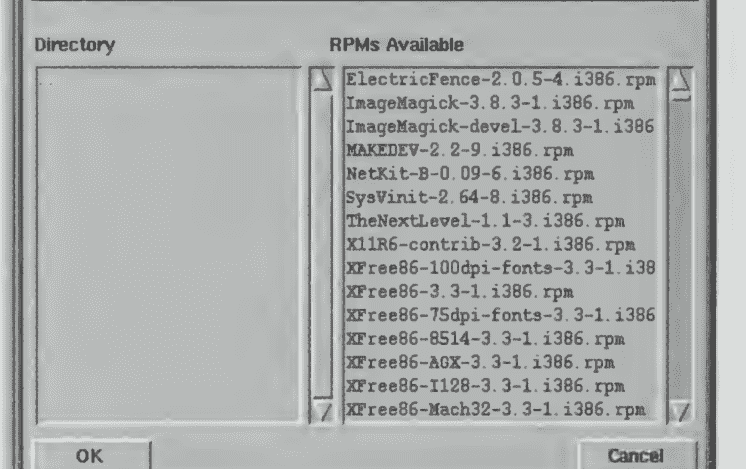 Directory
RPMs Available
..
ElectricFence-2.0.5-4.i386.rpm
ImageMagick-3.8.3-1.i386.rpm
ImageMagick-devel-3.8.3-1.i386
MAKEDEV-2.2-9.i386.rpm
NetKit-B-0.09-6.i386.rpm
SysVinit-2.64-8.i386.rpm
TheNextLevel-1.1-3.i386.rpm
X11R6-contrib-3.2-1.i386.rpm
XFree86-100dpi-fonts-3.3-1.i38
XFree86-3.3-1.i386.rpm
XFree86-75dpi-fonts-3.3-1.i386
XFree86-8514-3.3-1.i386.rpm
XFree86-AGX-3.3-1.i386.rpm
XFree86-I128-3.3-1.i386.rpm
XFree86-Mach32-3.3-1.i386.rpm
OK
Cancel